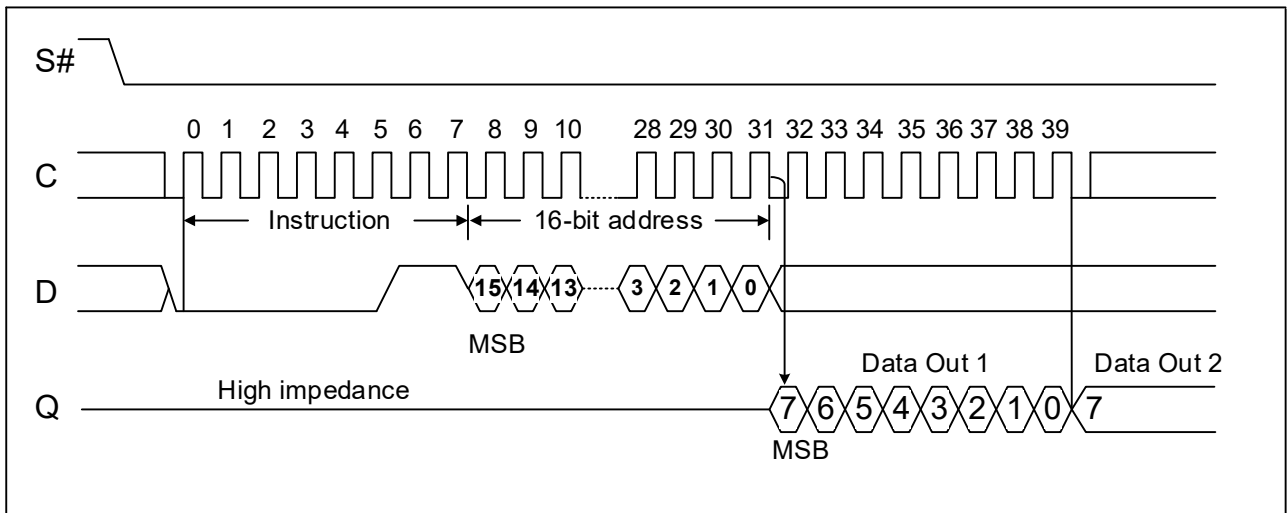 S#
0 1 2 3 4 5 6 7 8 9 10 28 29 30 31 32 33 34 35 36 37 38 39
C
Instruction 16-bit address
D 15 14 13 3 2 1 0
MSB
Data Out 1 Data Out 2
High impedance
Q 7 6 5 4 3 2 1 0 7
MSB